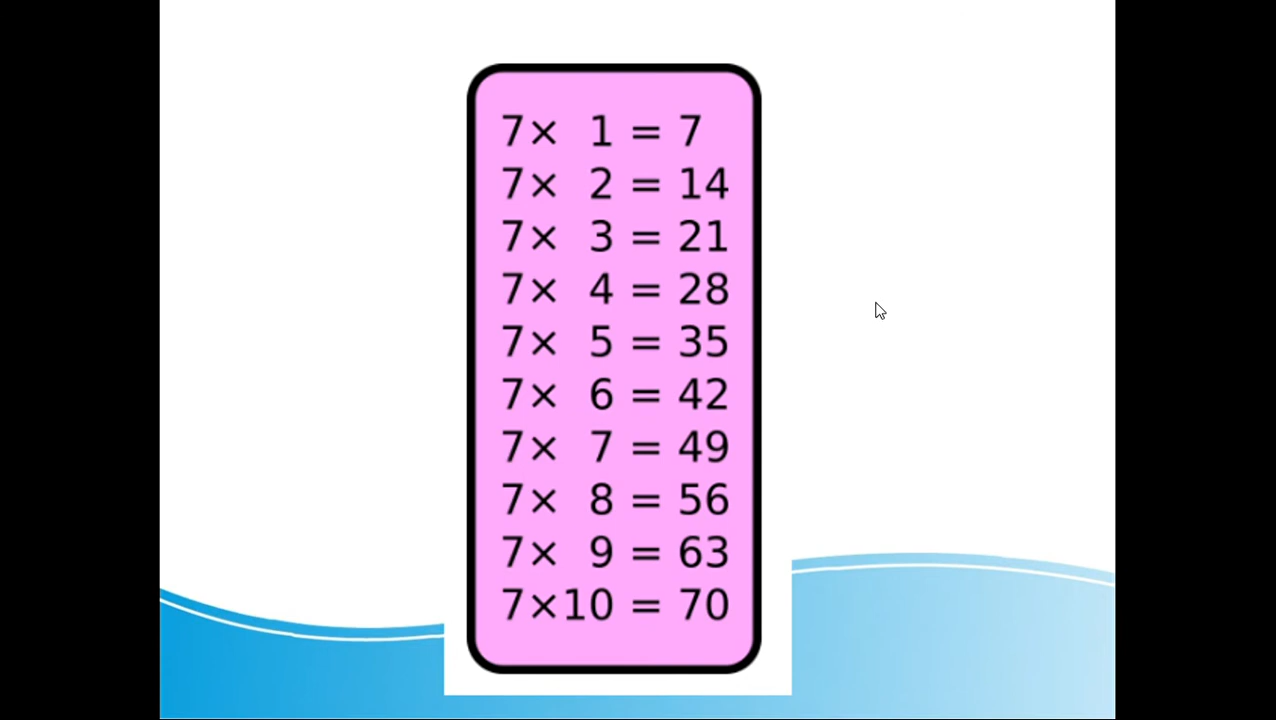 7× 1 = 7
7× 2 = 14
7× 3 = 21
7× 4 = 28
7× 5 = 35
7× 6 = 42
7× 7 = 49
7× 8 = 56
7× 9 = 63
7×10 = 70